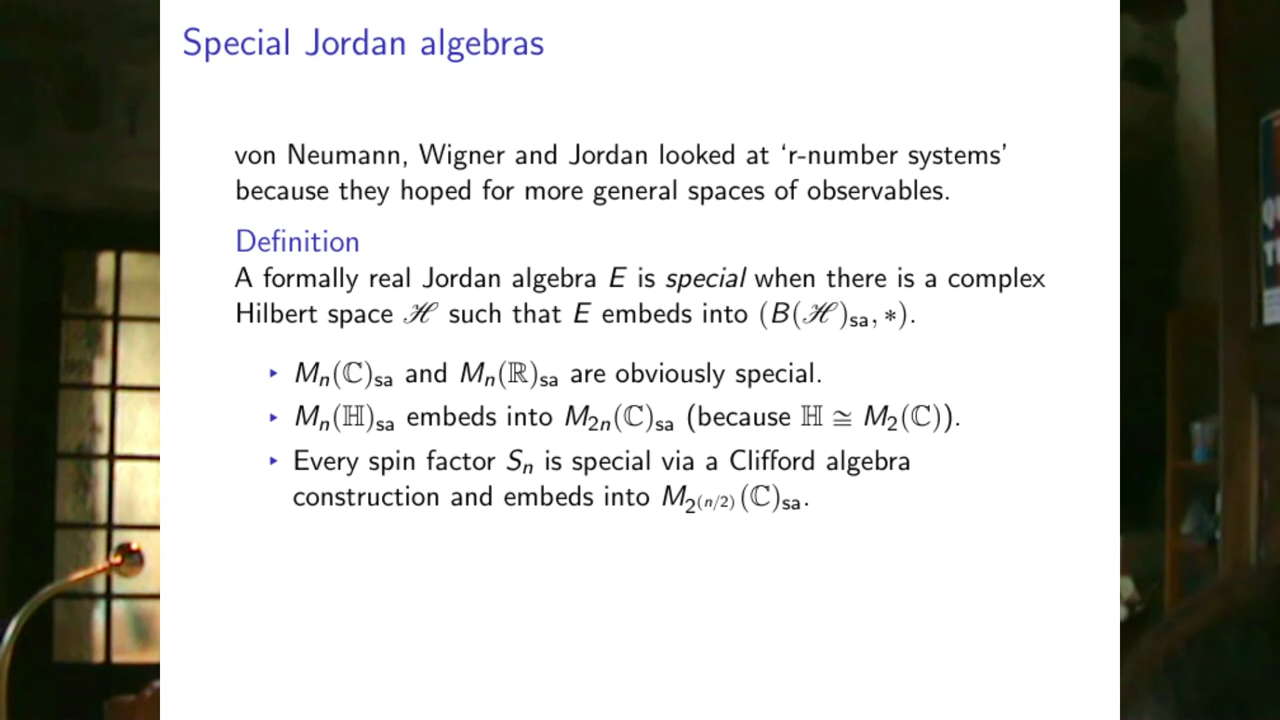 Special Jordan algebras
von Neumann, Wigner and Jordan looked at ‘r-number systems’
because they hoped for more general spaces of observables.
Definition
A formally real Jordan algebra E is special when there is a complex
Hilbert space ℋ such that E embeds into (B(ℋ)sa, ∗).
‣ Mn(ℂ)sa and Mn(ℝ)sa are obviously special.
‣ Mn(ℍ)sa embeds into M2n(ℂ)sa (because ℍ ≅ M2(ℂ)).
‣ Every spin factor Sn is special via a Clifford algebra
construction and embeds into M2(n/2)(ℂ)sa.